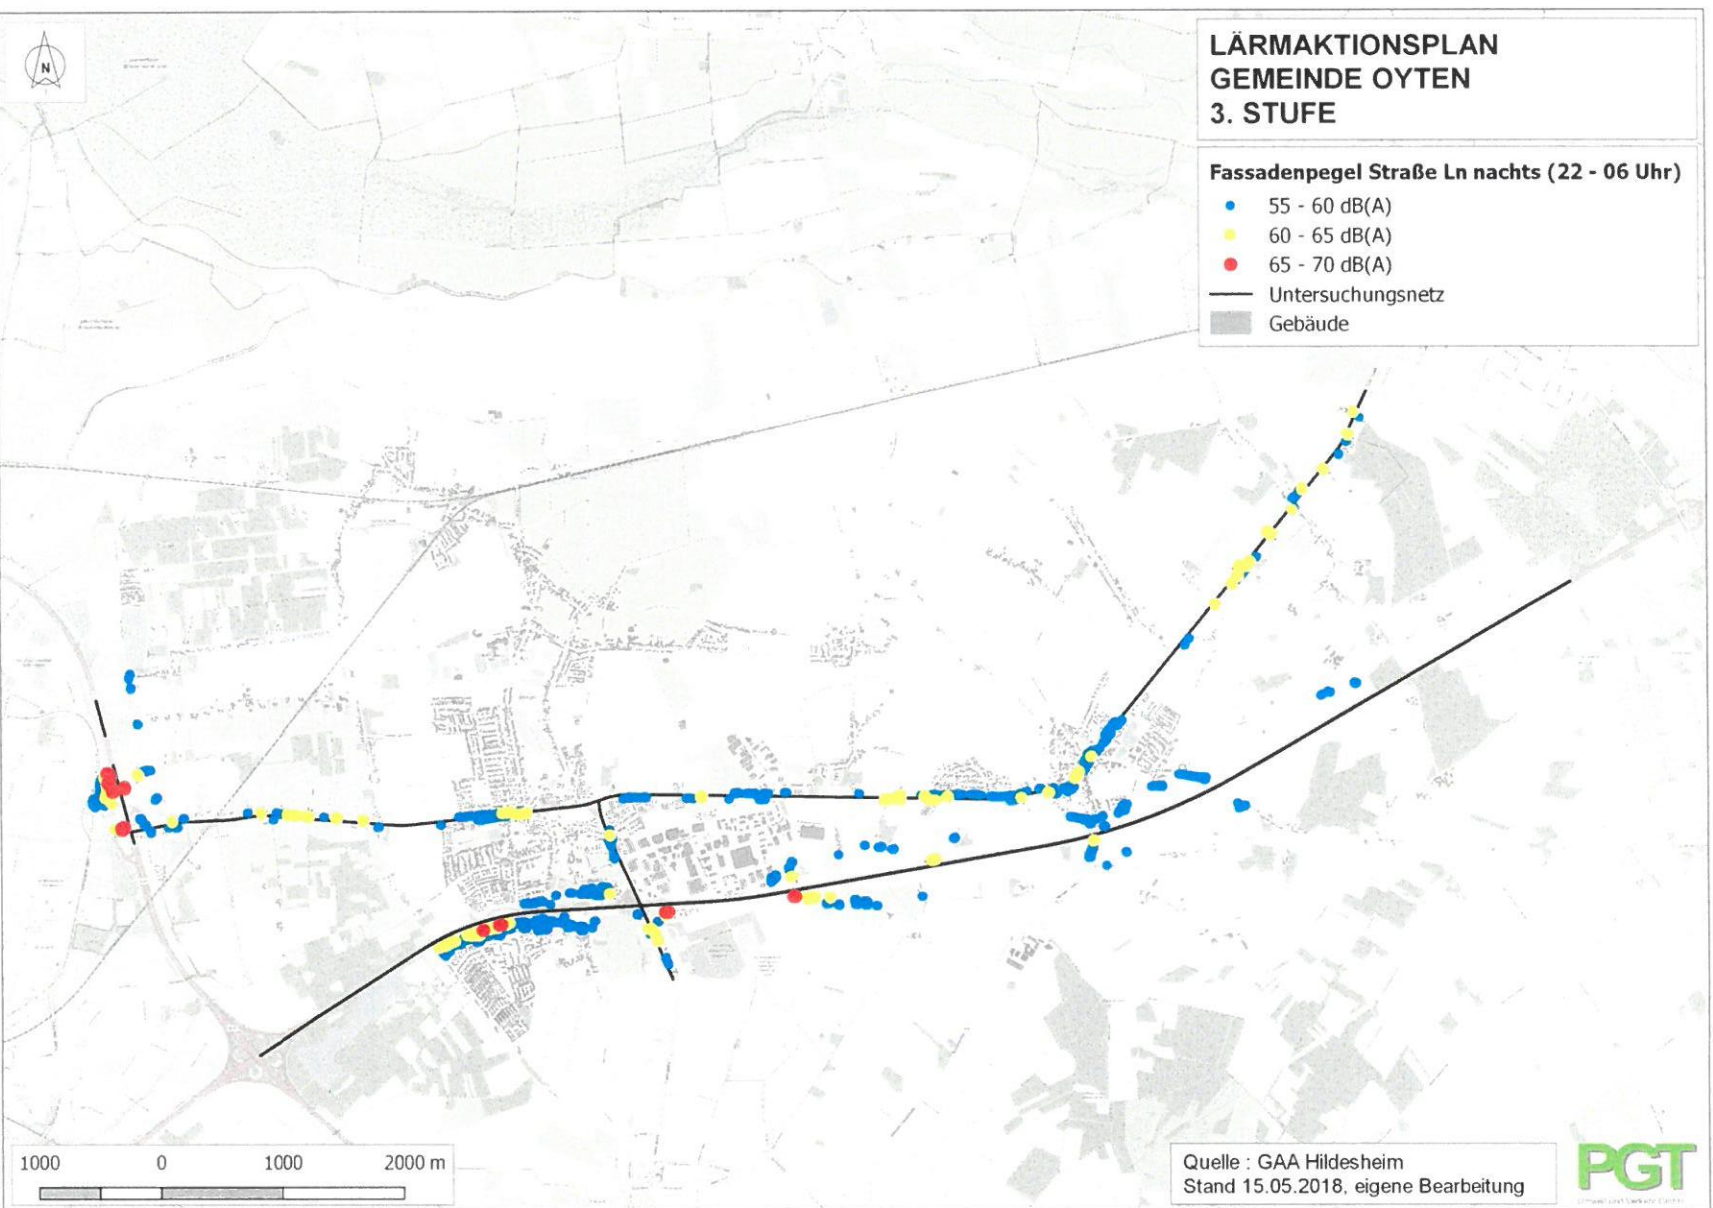 N
LÄRMAKTIONSPLAN
GEMEINDE OYTEN
3. STUFE
Fassadenpegel Straße Ln nachts (22 - 06 Uhr)
55 - 60 dB(A)
60 - 65 dB(A)
65 - 70 dB(A)
Untersuchungsnetz
Gebäude
1000 0 1000 2000 m
Quelle : GAA Hildesheim
Stand 15.05.2018, eigene Bearbeitung
PGT